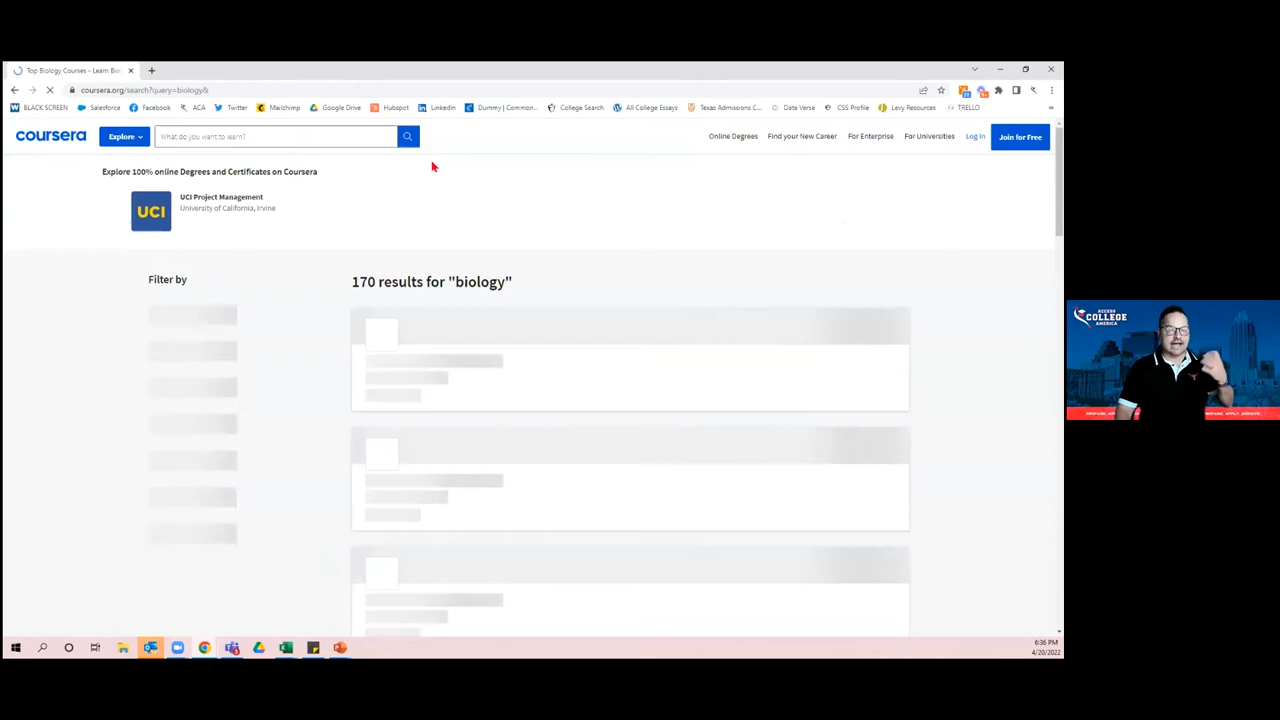 Top Biology Courses - Learn Bio
coursera.org/search?query=biology&
BLACK SCREEN Salesforce Facebook ACA Twitter Mailchimp Google Drive Hubspot LinkedIn Dummy | Common... College Search All College Essays Texas Admissions C... Data Verse CSS Profile Levy Resources TRELLO
coursera Explore What do you want to learn? Online Degrees Find your New Career For Enterprise For Universities Log In Join for Free
Explore 100% online Degrees and Certificates on Coursera
UCI
UCI Project Management
University of California, Irvine
Filter by
170 results for "biology"
ACCESS
COLLEGE
AMERICA
6:36 PM
4/20/2022